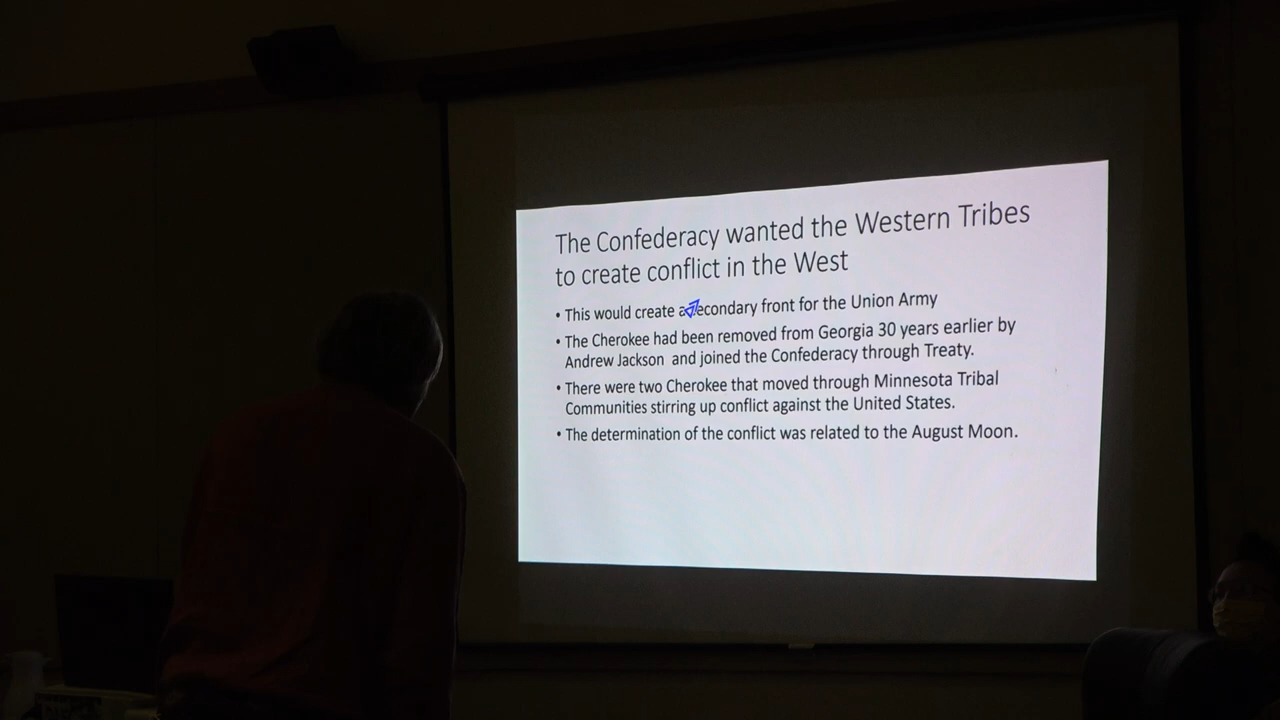 The Confederacy wanted the Western Tribes
to create conflict in the West
• This would create a secondary front for the Union Army
• The Cherokee had been removed from Georgia 30 years earlier by
Andrew Jackson and joined the Confederacy through Treaty.
• There were two Cherokee that moved through Minnesota Tribal
Communities stirring up conflict against the United States.
• The determination of the conflict was related to the August Moon.